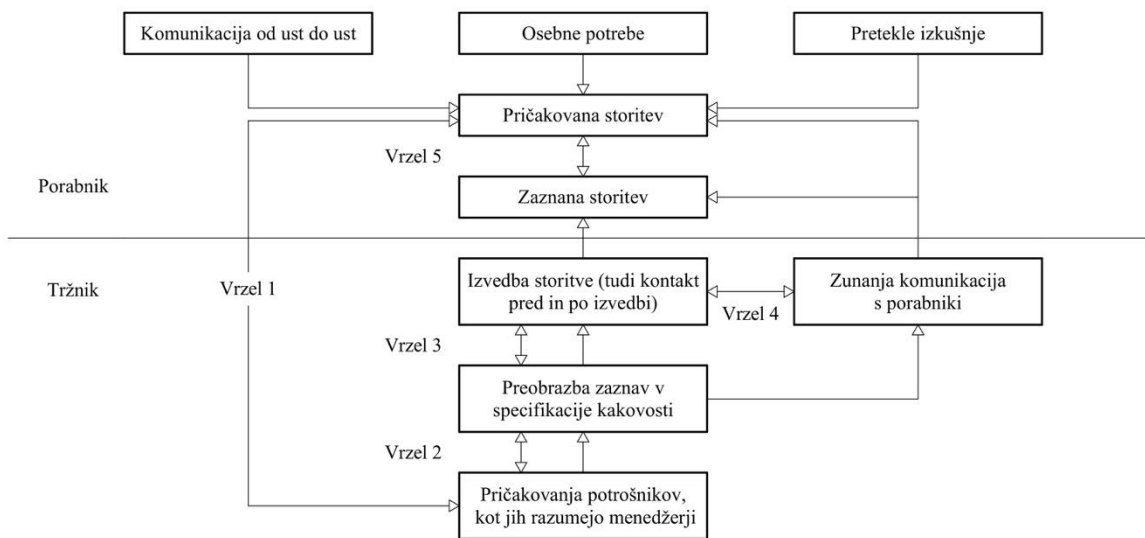 Komunikacija od ust do ust
Osebne potrebe
Pretekle izkušnje
Pričakovana storitev
Vrzel 5
Porabnik
Zaznana storitev
Tržnik
Vrzel 1
Izvedba storitve (tudi kontakt
pred in po izvedbi)
Vrzel 4
Zunanja komunikacija
s porabniki
Vrzel 3
Preobrazba zaznav v
specifikacije kakovosti
Vrzel 2
Pričakovanja potrošnikov,
kot jih razumejo menedžerji